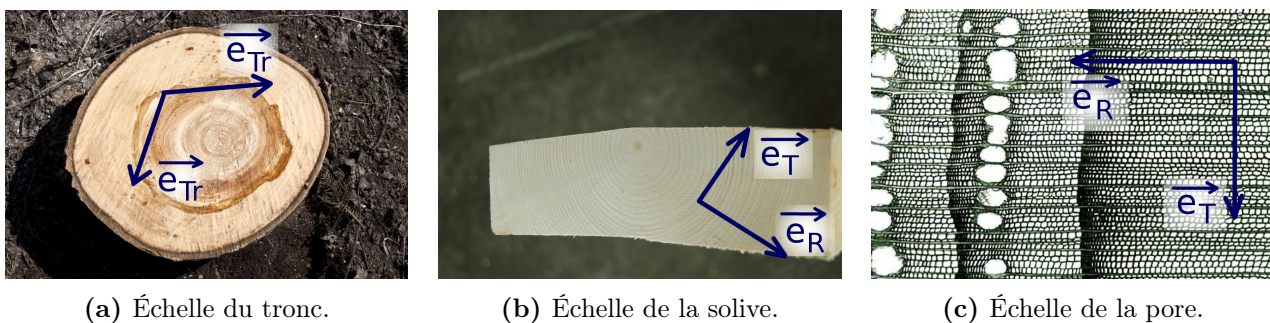 e_Tr
e_Tr
e_T
e_R
e_R
e_T
(a) Échelle du tronc.
(b) Échelle de la solive.
(c) Échelle de la pore.